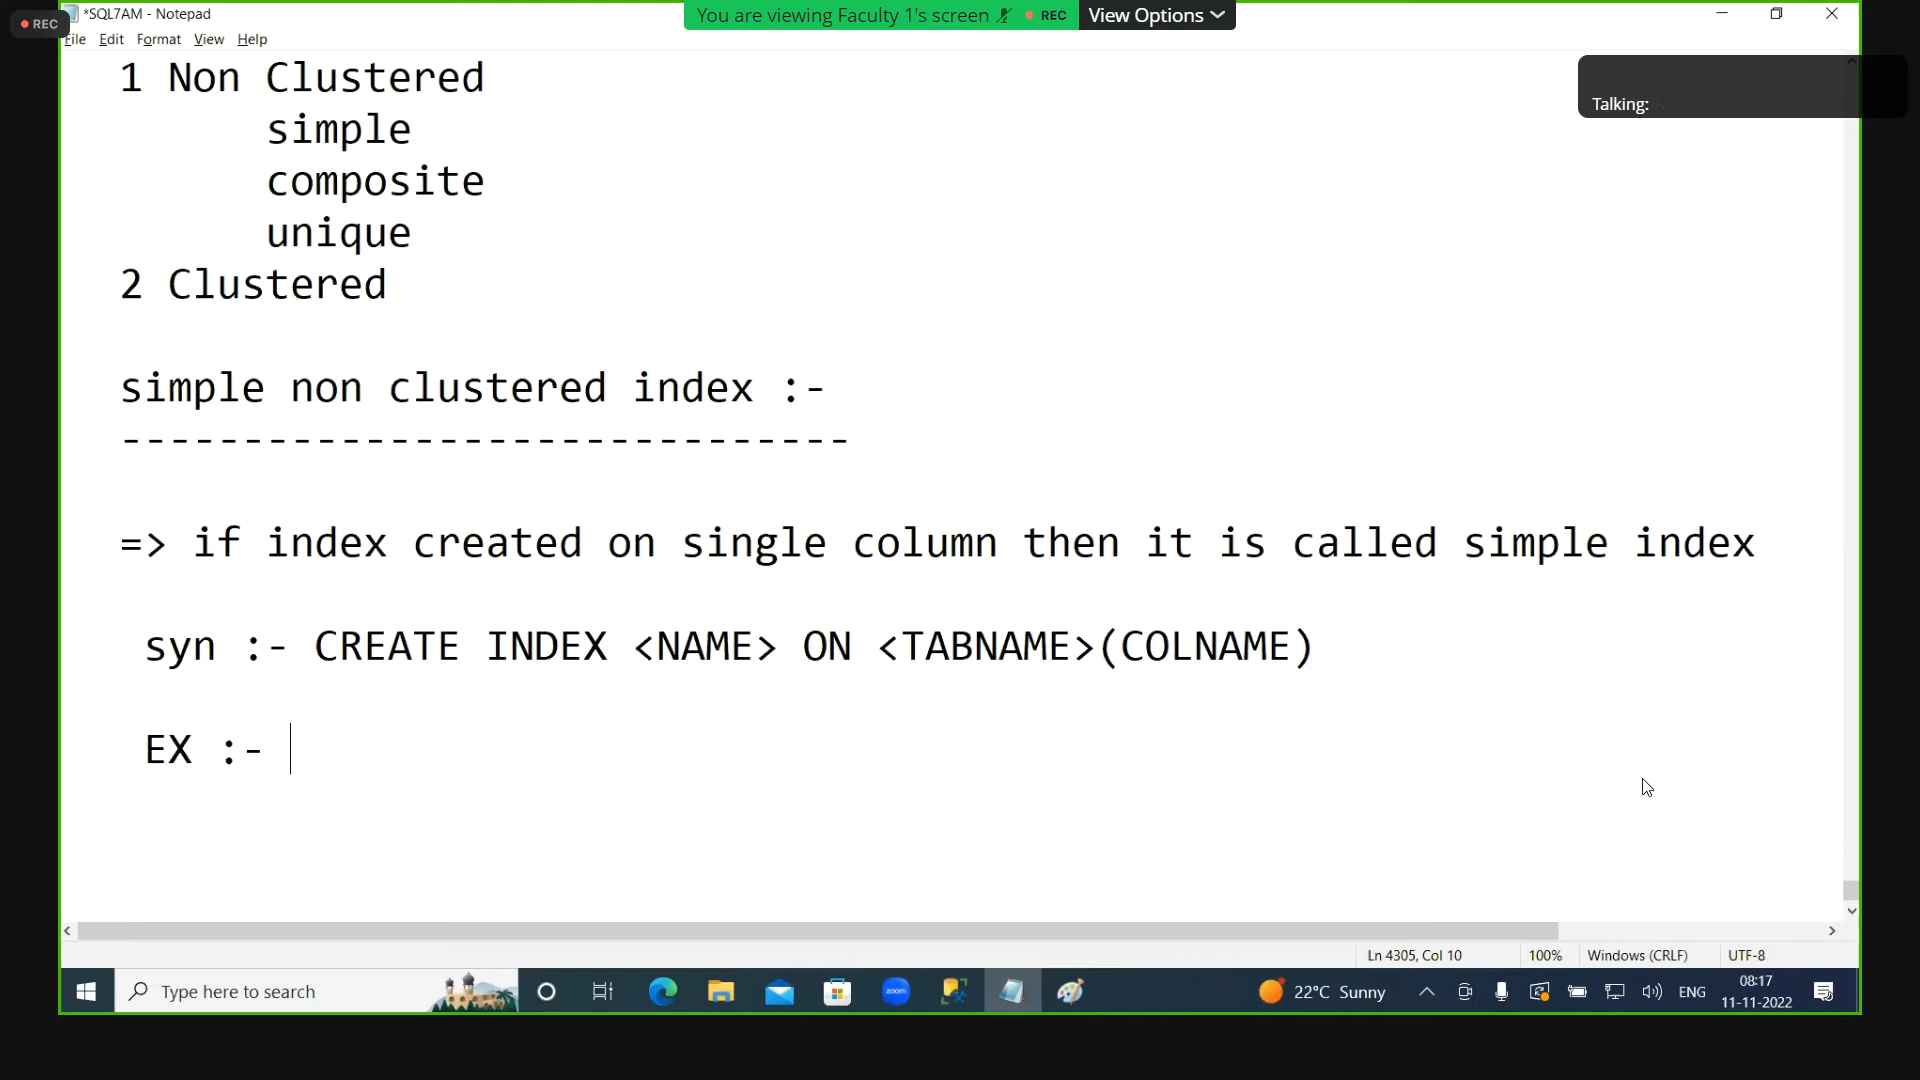 REC
*SQL7AM - Notepad
You are viewing Faculty 1's screen
REC
View Options
File Edit Format View Help
Talking:
1 Non Clustered
simple
composite
unique
2 Clustered
simple non clustered index :-
------------------------------
=> if index created on single column then it is called simple index
syn :- CREATE INDEX <NAME> ON <TABNAME>(COLNAME)
EX :-
Ln 4305, Col 10
100%
Windows (CRLF)
UTF-8
Type here to search
zoom
22°C Sunny
ENG
08:17
11-11-2022